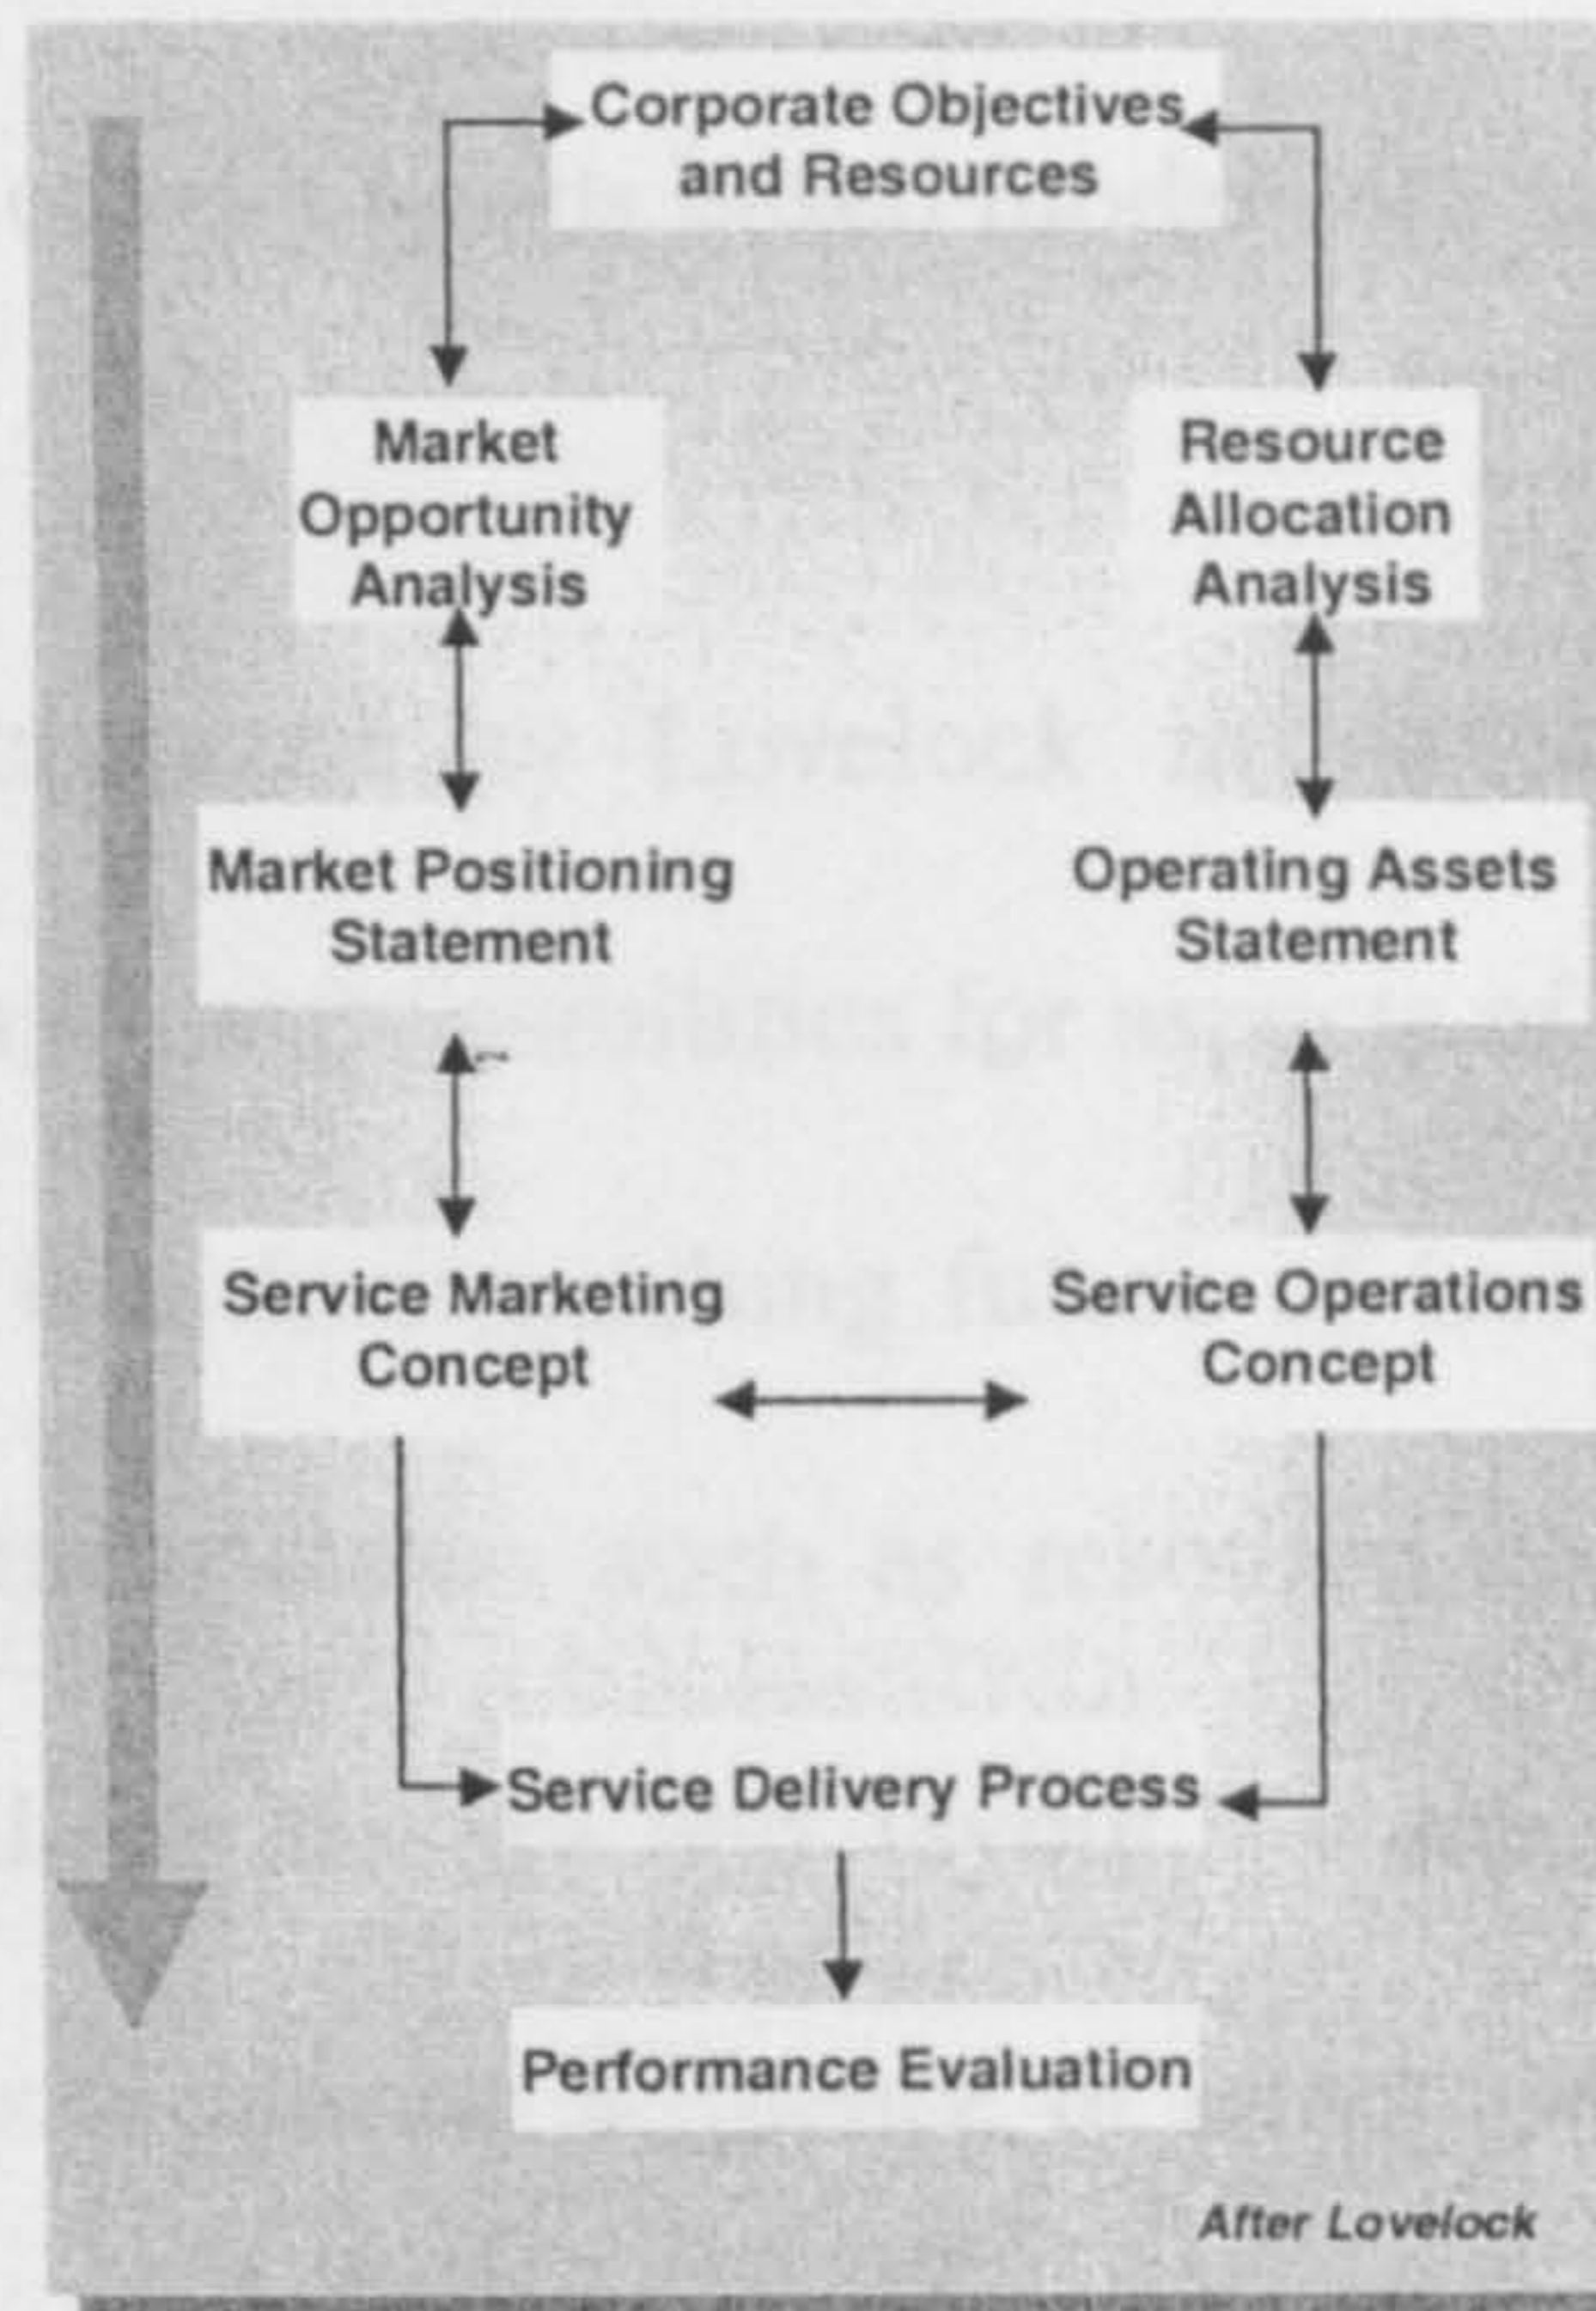 Corporate Objectives
and Resources
Market
Opportunity
Analysis
Resource
Allocation
Analysis
Market Positioning
Statement
Operating Assets
Statement
Service Marketing
Concept
Service Operations
Concept
Service Delivery Process
Performance Evaluation
After Lovelock